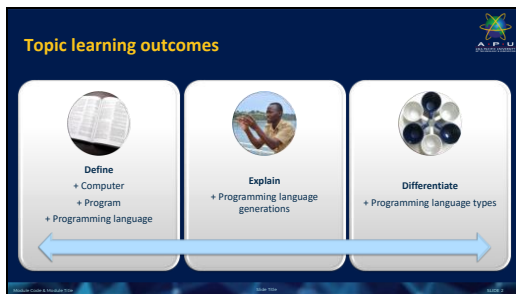 Topic learning outcomes
A · P · U
Define
+ Computer
+ Program
+ Programming language
Explain
+ Programming language
generations
Differentiate
+ Programming language types
Module Code & Module Title
Slide Title
SLIDE 2